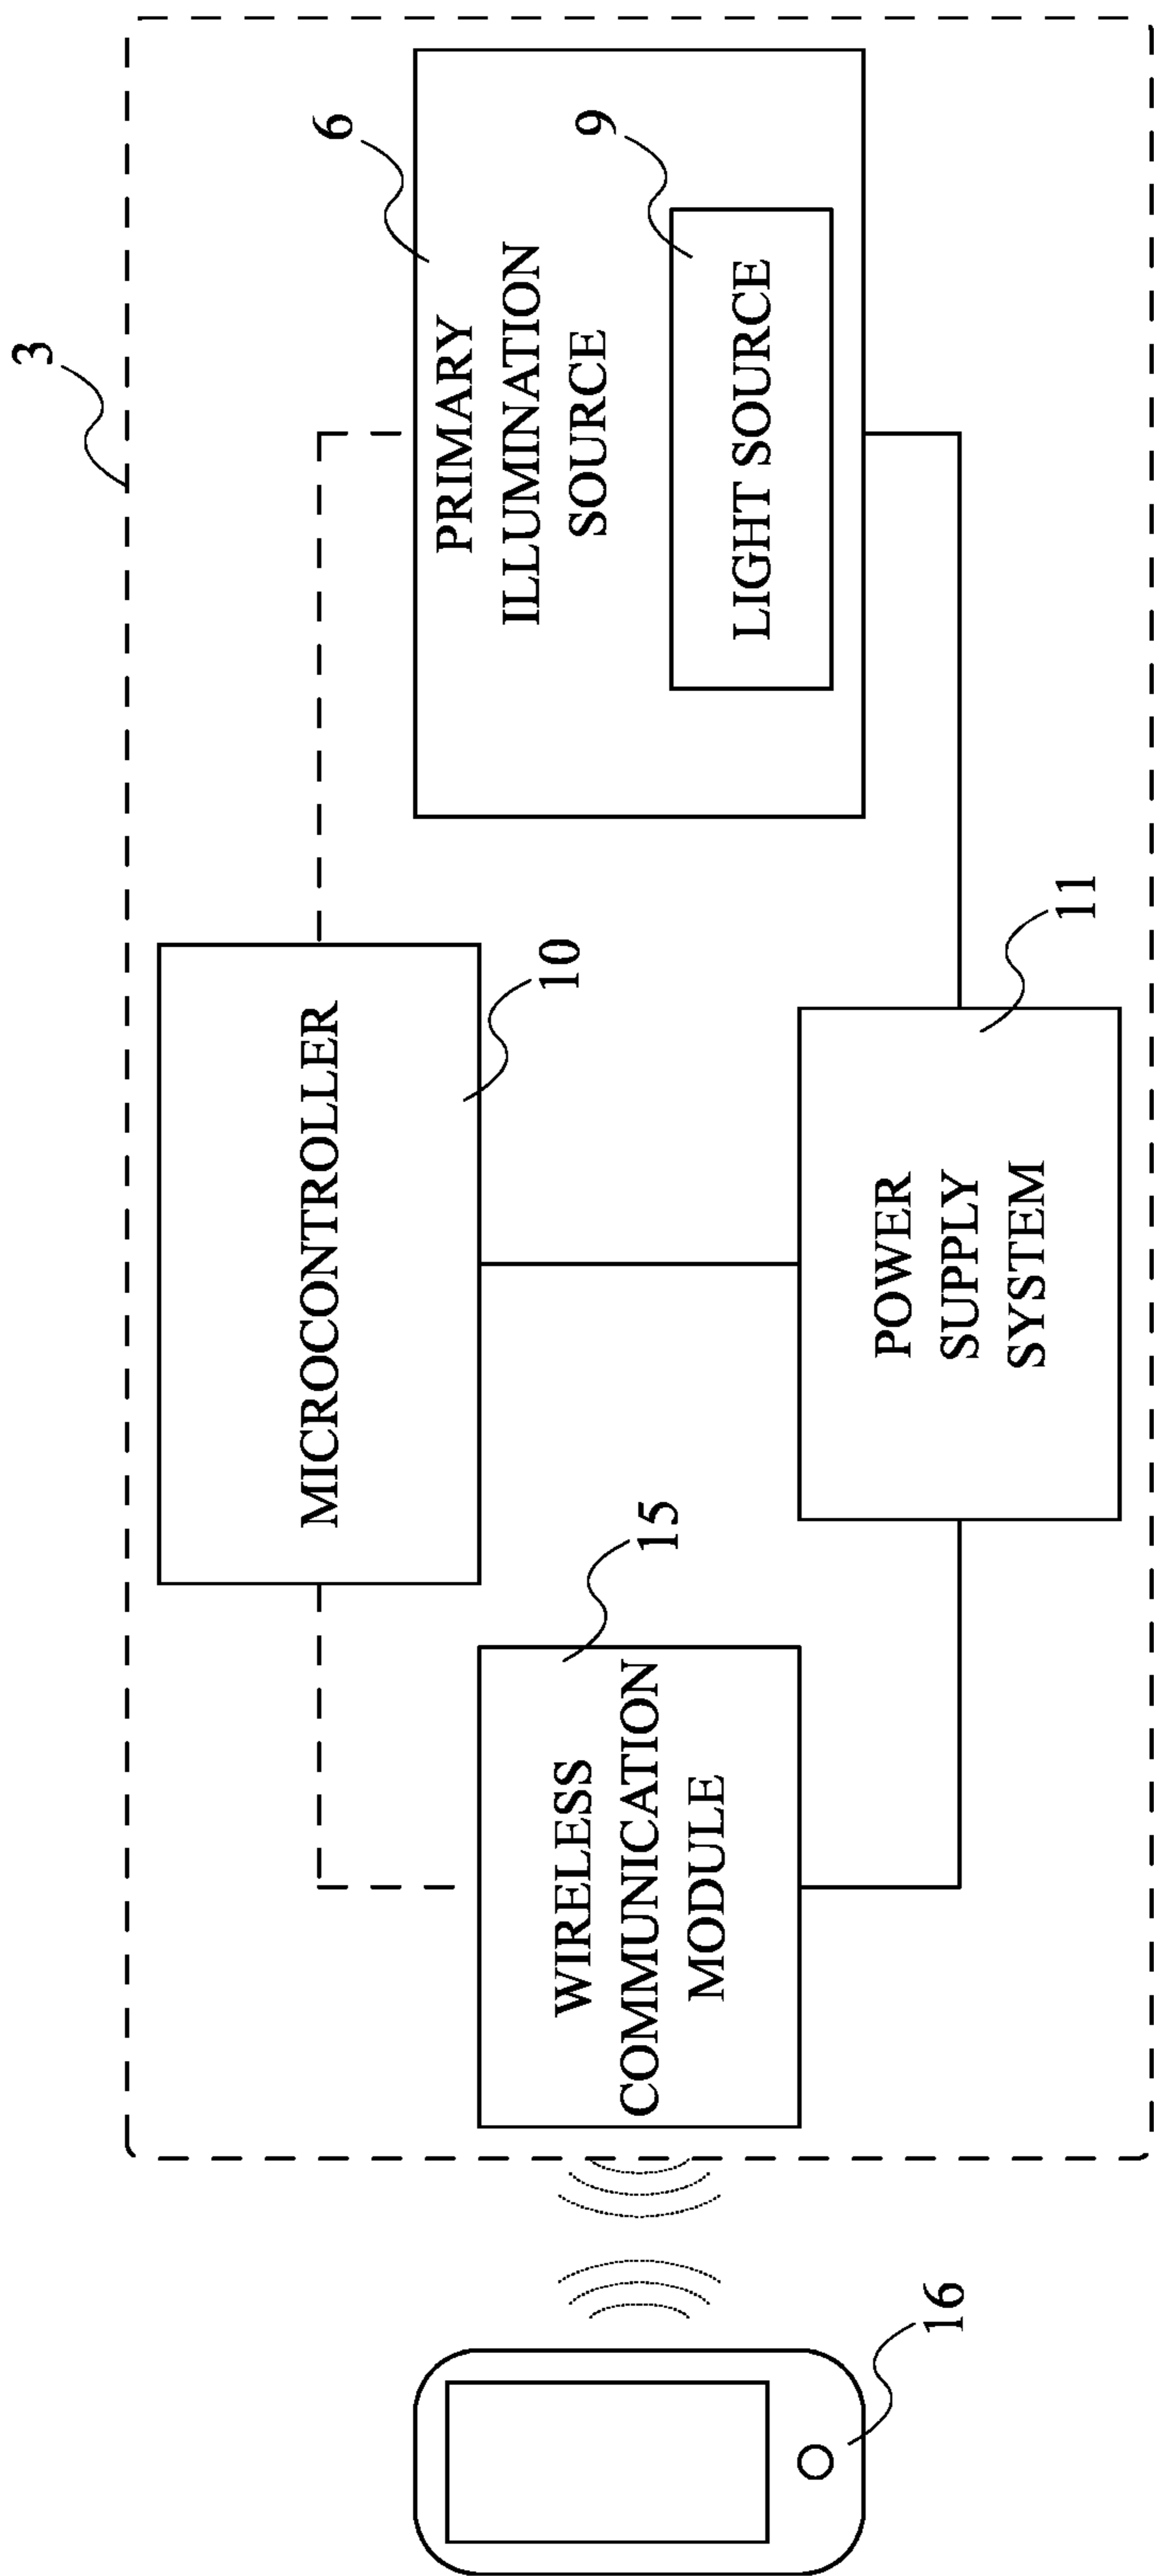 3
MICROCONTROLLER
10
6
PRIMARY
ILLUMINATION
SOURCE
9
LIGHT SOURCE
15
WIRELESS
COMMUNICATION
MODULE
11
POWER
SUPPLY
SYSTEM
16